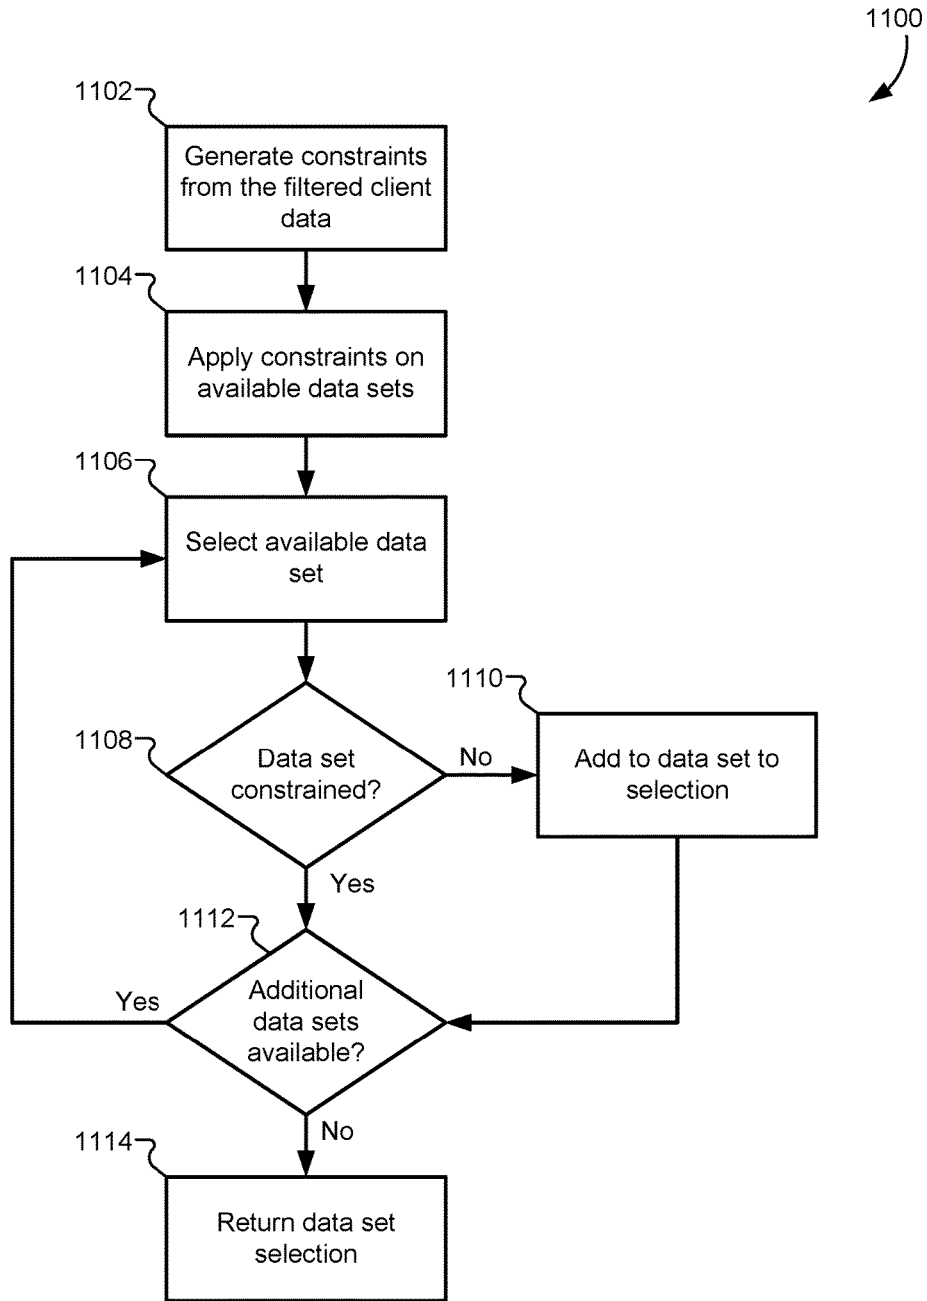 1100
1102
Generate constraints
from the filtered client
data
1104
Apply constraints on
available data sets
1106
Select available data
set
1108
Data set
constrained?
No
1110
Add to data set to
selection
Yes
1112
Additional
data sets
available?
Yes
No
1114
Return data set
selection